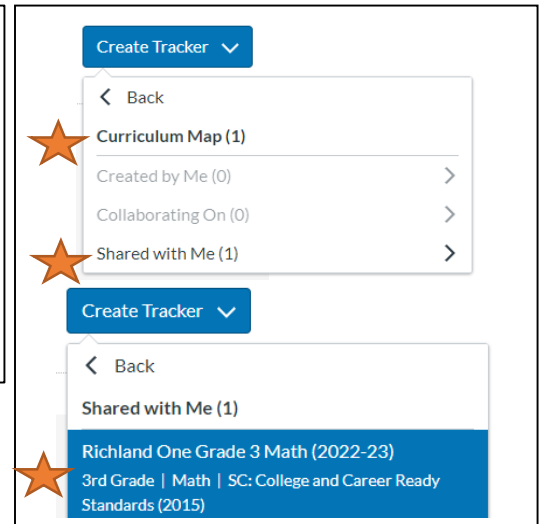 Create Tracker
Back
Curriculum Map (1)
Created by Me (0)
Collaborating On (0)
Shared with Me (1)
Create Tracker
Back
Shared with Me (1)
Richland One Grade 3 Math (2022-23)
3rd Grade | Math | SC: College and Career Ready
Standards (2015)